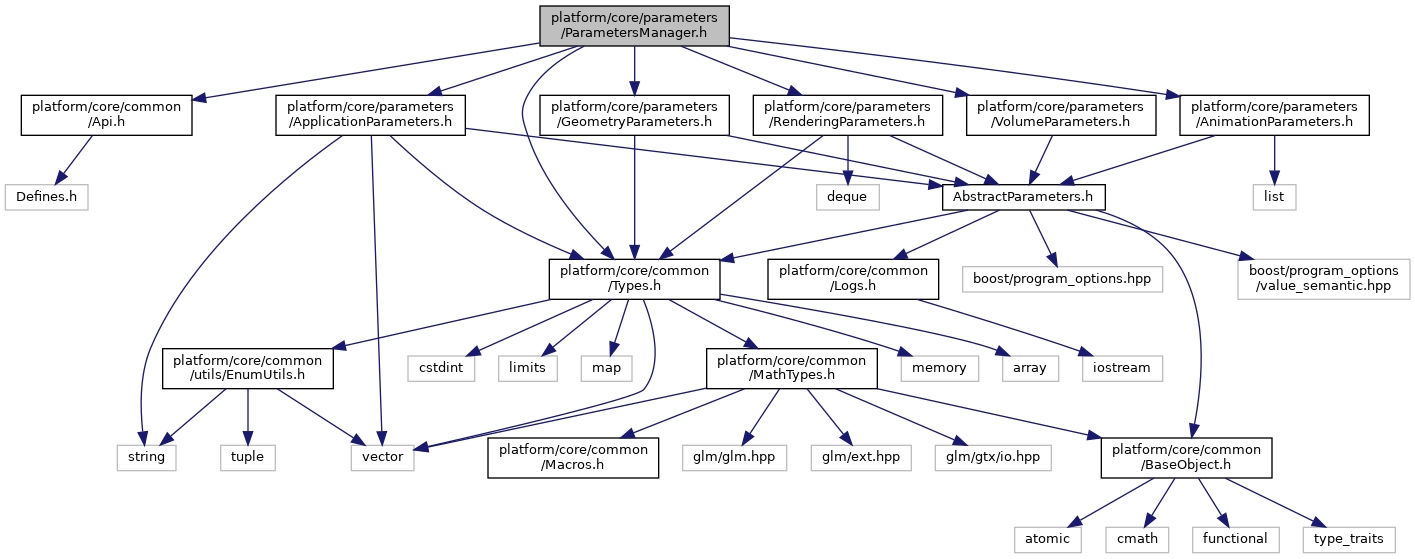 platform/core/parameters
/ParametersManager.h
platform/core/common
/Api.h
platform/core/parameters
/ApplicationParameters.h
platform/core/parameters
/GeometryParameters.h
platform/core/parameters
/RenderingParameters.h
platform/core/parameters
/VolumeParameters.h
platform/core/parameters
/AnimationParameters.h
Defines.h
deque
AbstractParameters.h
list
platform/core/common
/Types.h
platform/core/common
/Logs.h
boost/program_options.hpp
boost/program_options
/value_semantic.hpp
platform/core/common
/utils/EnumUtils.h
cstdint
limits
map
platform/core/common
/MathTypes.h
memory
array
iostream
string
tuple
vector
platform/core/common
/Macros.h
glm/glm.hpp
glm/ext.hpp
glm/gtx/io.hpp
platform/core/common
/BaseObject.h
atomic
cmath
functional
type_traits